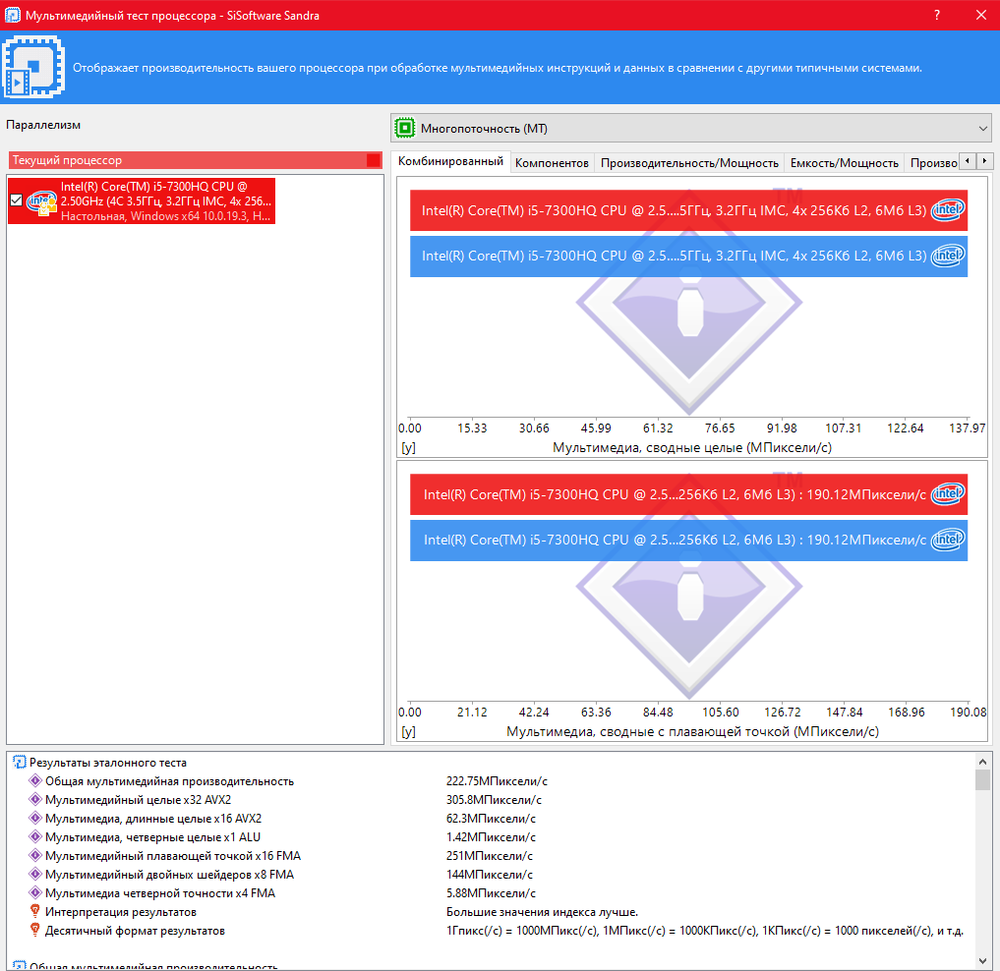 Мультимедийный тест процессора - SiSoftware Sandra
?
Отображает производительность вашего процессора при обработке мультимедийных инструкций и данных в сравнении с другими типичными системами.
Параллелизм
Многопоточность (МТ)
Текущий процессор
Intel(R) Core(TM) i5-7300HQ CPU @
2.50GHz (4C 3.5ГГц, 3.2ГГц IMC, 4x 256...
Настольная, Windows x64 10.0.19.3, H...
Комбинированный Компонентов Производительность/Мощность Емкость/Мощность Произво
TM
Intel(R) Core(TM) i5-7300HQ CPU @ 2.5....5ГГц, 3.2ГГц IMC, 4x 256Кб L2, 6Мб L3) intel
Intel(R) Core(TM) i5-7300HQ CPU @ 2.5....5ГГц, 3.2ГГц IMC, 4x 256Кб L2, 6Мб L3) intel
0.00 15.33 30.66 45.99 61.32 76.65 91.98 107.31 122.64 137.97
[y] Мультимедиа, сводные целые (МПиксели/с)
TM
Intel(R) Core(TM) i5-7300HQ CPU @ 2.5...256Кб L2, 6Мб L3) : 190.12МПиксели/с intel
Intel(R) Core(TM) i5-7300HQ CPU @ 2.5...256Кб L2, 6Мб L3) : 190.12МПиксели/с intel
0.00 21.12 42.24 63.36 84.48 105.60 126.72 147.84 168.96 190.08
[y] Мультимедиа, сводные с плавающей точкой (МПиксели/с)
Результаты эталонного теста
Общая мультимедийная производительность 222.75МПиксели/с
Мультимедийный целые x32 AVX2 305.8МПиксели/с
Мультимедиа, длинные целые x16 AVX2 62.3МПиксели/с
Мультимедиа, четверные целые x1 ALU 1.42МПиксели/с
Мультимедийный плавающей точкой x16 FMA 251МПиксели/с
Мультимедийный двойных шейдеров x8 FMA 144МПиксели/с
Мультимедиа четверной точности x4 FMA 5.88МПиксели/с
Интерпретация результатов Большие значения индекса лучше.
Десятичный формат результатов 1Гпикс(/с) = 1000МПикс(/с), 1МПикс(/с) = 1000КПикс(/с), 1КПикс(/с) = 1000 пикселей(/с), и т.д.
Общая мультимедийная производительность